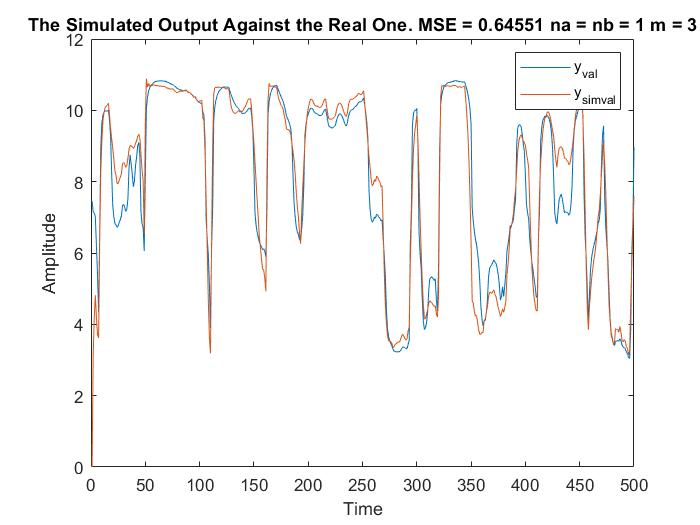 The Simulated Output Against the Real One. MSE = 0.64551 na = nb = 1 m = 3
12
10
8
6
4
2
0
Amplitude
y_val
y_simval
0 50 100 150 200 250 300 350 400 450 500
Time